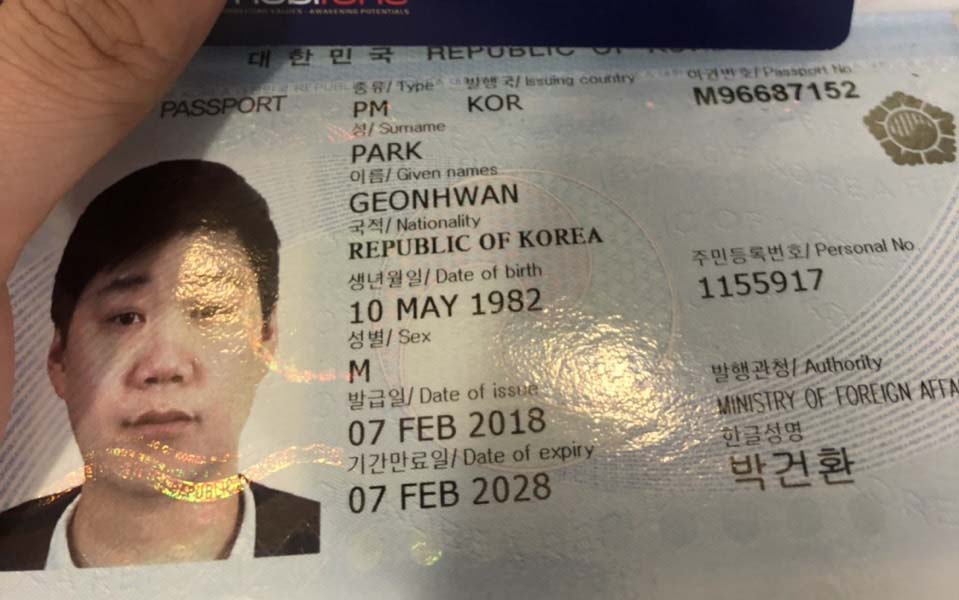 AWAKENING POTENTIALS
대한민국 REPUBLIC OF
PASSPORT
종류/ Type 발행국/ Issuing country 여권번호/ Passport No.
PM KOR M96687152
성/ Surname
PARK
이름/ Given names
GEONHWAN
국적/ Nationality
REPUBLIC OF KOREA
생년월일/ Date of birth 주민등록번호/ Personal No
10 MAY 1982 1155917
성별/ Sex
M
발행관청/ Authority
발급일/ Date of issue MINISTRY OF FOREIGN
07 FEB 2018 한글성명
기간만료일/ Date of expiry 박건환
07 FEB 2028